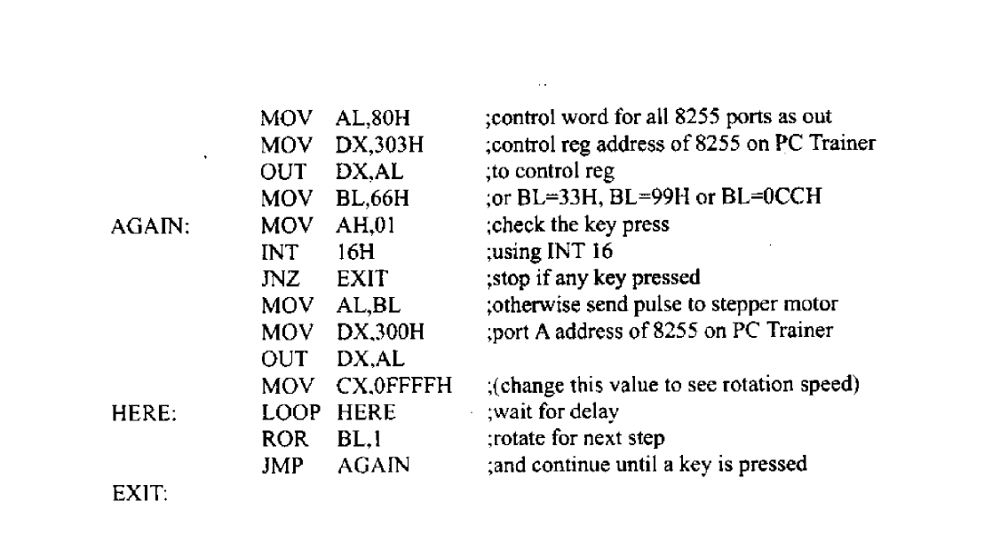 MOV AL,80H ;control word for all 8255 ports as out
MOV DX,303H ;control reg address of 8255 on PC Trainer
OUT DX,AL ;to control reg
MOV BL,66H ;or BL=33H, BL=99H or BL=0CCH
AGAIN: MOV AH,01 ;check the key press
INT 16H ;using INT 16
JNZ EXIT ;stop if any key pressed
MOV AL,BL ;otherwise send pulse to stepper motor
MOV DX,300H ;port A address of 8255 on PC Trainer
OUT DX,AL
MOV CX,0FFFFH ;(change this value to see rotation speed)
HERE: LOOP HERE ;wait for delay
ROR BL,1 ;rotate for next step
JMP AGAIN ;and continue until a key is pressed
EXIT: